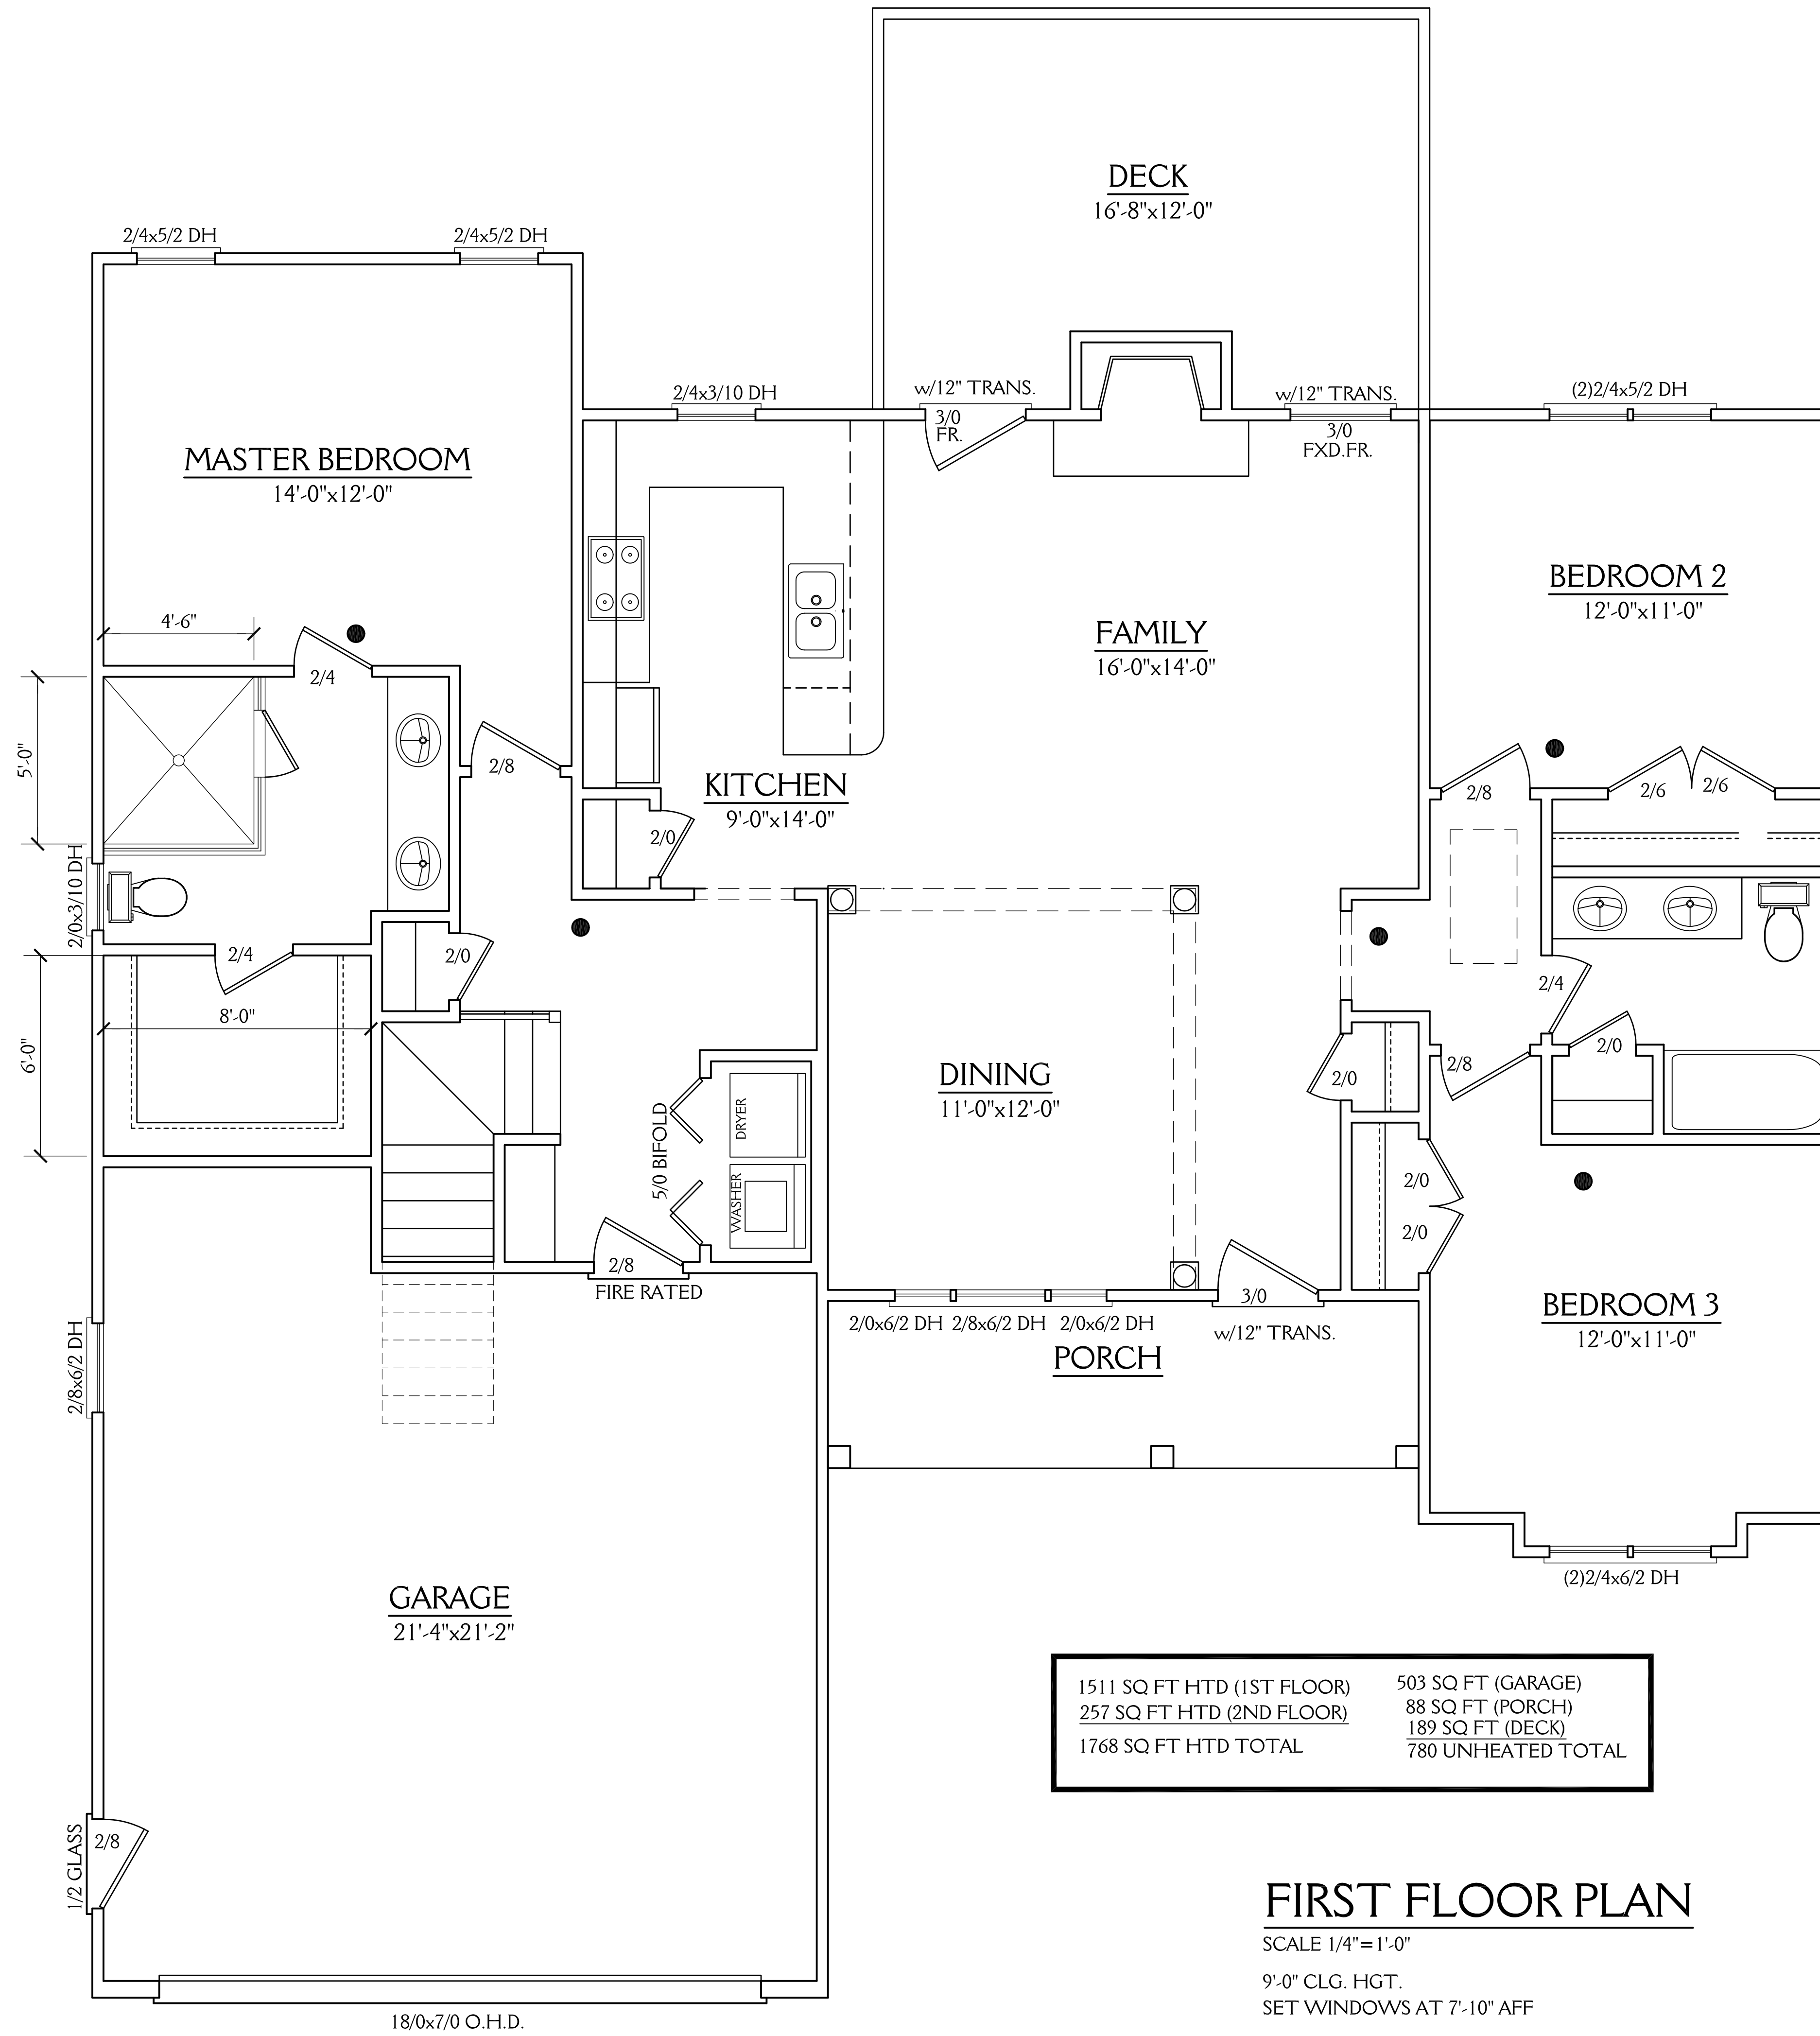 DECK
16'-8"x12'-0"
2/4x5/2 DH
2/4x5/2 DH
2/4x3/10 DH
w/12" TRANS.
3/0
FR.
w/12" TRANS.
3/0
FXD.FR.
(2)2/4x5/2 DH
MASTER BEDROOM
14'-0"x12'-0"
BEDROOM 2
12'-0"x11'-0"
FAMILY
16'-0"x14'-0"
4'-6"
2/4
5'-0"
2/8
KITCHEN
9'-0"x14'-0"
2/0
2/8
2/6
2/6
2/0x3/10 DH
2/4
2/0
2/4
8'-0"
6'-0"
2/0
2/8
2/0
DINING
11'-0"x12'-0"
5/0 BIFOLD
DRYER
WASHER
2/0
2/0
2/8
FIRE RATED
3/0
w/12" TRANS.
2/0x6/2 DH
2/8x6/2 DH
2/0x6/2 DH
PORCH
BEDROOM 3
12'-0"x11'-0"
2/8x6/2 DH
(2)2/4x6/2 DH
GARAGE
21'-4"x21'-2"
1511 SQ FT HTD (1ST FLOOR)
257 SQ FT HTD (2ND FLOOR)
1768 SQ FT HTD TOTAL
503 SQ FT (GARAGE)
88 SQ FT (PORCH)
189 SQ FT (DECK)
780 UNHEATED TOTAL
2/8
1/2 GLASS
18/0x7/0 O.H.D.
FIRST FLOOR PLAN
SCALE 1/4"=1'-0"
9'-0" CLG. HGT.
SET WINDOWS AT 7'-10" AFF